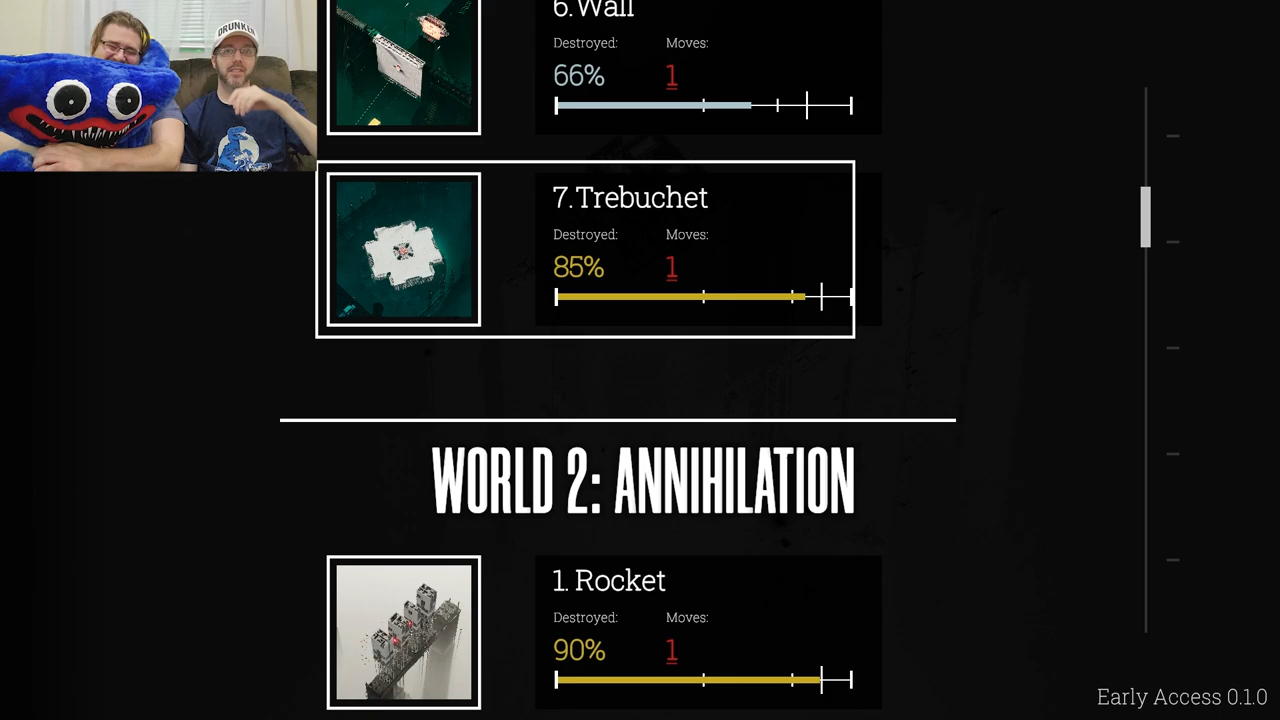 DRUNKEN
6. Wall
Destroyed: Moves:
66% 1
7. Trebuchet
Destroyed: Moves:
85% 1
WORLD 2: ANNIHILATION
1. Rocket
Destroyed: Moves:
90% 1
Early Access 0.1.0